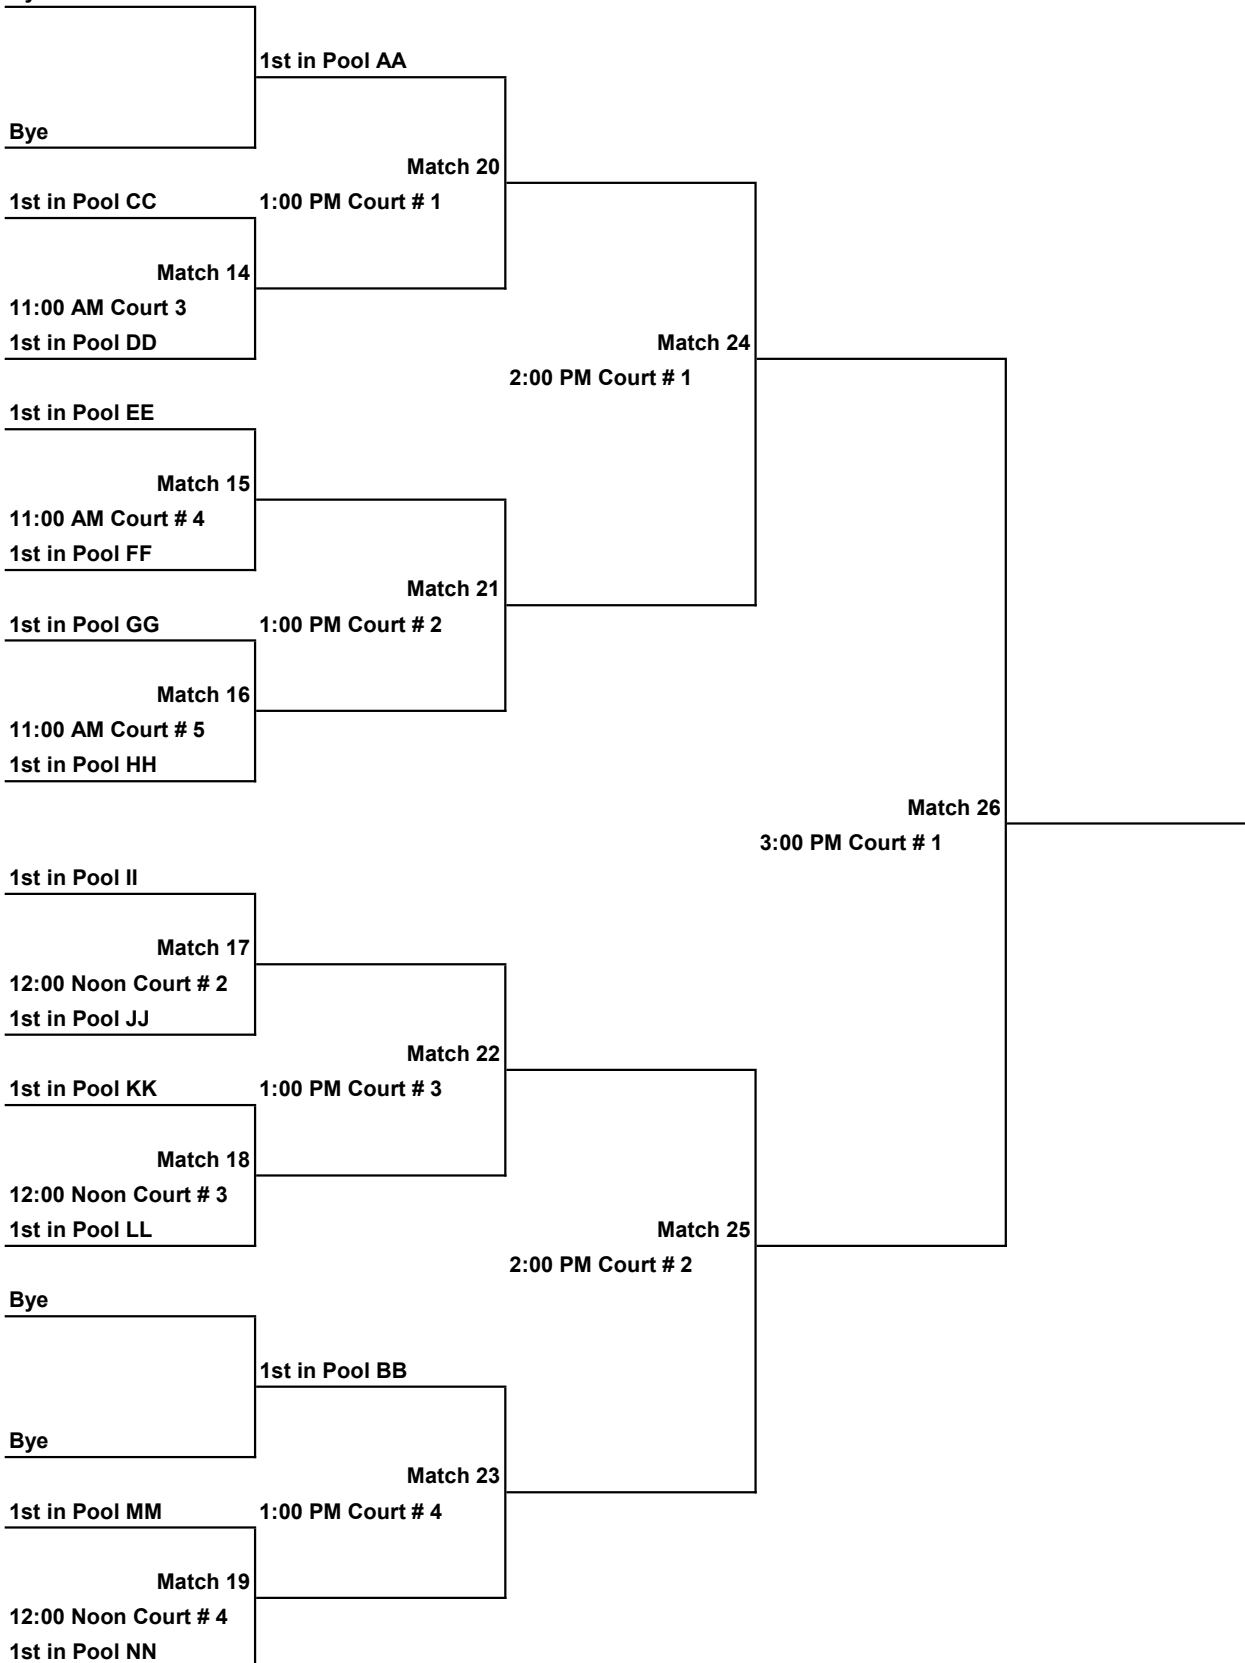 1st in Pool AA
Bye
Match 20
1st in Pool CC
1:00 PM Court # 1
Match 14
11:00 AM Court 3
1st in Pool DD
Match 24
2:00 PM Court # 1
1st in Pool EE
Match 15
11:00 AM Court # 4
1st in Pool FF
Match 21
1st in Pool GG
1:00 PM Court # 2
Match 16
11:00 AM Court # 5
1st in Pool HH
Match 26
3:00 PM Court # 1
1st in Pool II
Match 17
12:00 Noon Court # 2
1st in Pool JJ
Match 22
1st in Pool KK
1:00 PM Court # 3
Match 18
12:00 Noon Court # 3
1st in Pool LL
Match 25
2:00 PM Court # 2
Bye
1st in Pool BB
Bye
Match 23
1st in Pool MM
1:00 PM Court # 4
Match 19
12:00 Noon Court # 4
1st in Pool NN